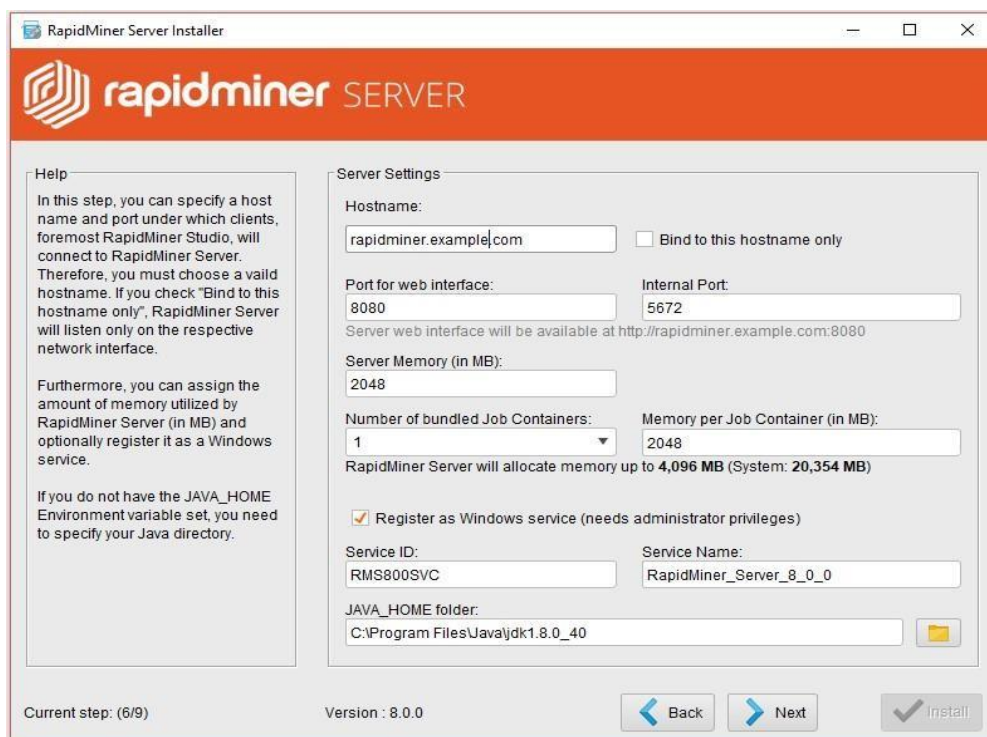 RapidMiner Server Installer
rapidminer SERVER
Help
In this step, you can specify a host
name and port under which clients,
foremost RapidMiner Studio, will
connect to RapidMiner Server.
Therefore, you must choose a vaild
hostname. If you check "Bind to this
hostname only", RapidMiner Server
will listen only on the respective
network interface.
Furthermore, you can assign the
amount of memory utilized by
RapidMiner Server (in MB) and
optionally register it as a Windows
service.
If you do not have the JAVA_HOME
Environment variable set, you need
to specify your Java directory.
Server Settings
Hostname:
rapidminer.example.com
Bind to this hostname only
Port for web interface:
Internal Port:
8080
5672
Server web interface will be available at http://rapidminer.example.com:8080
Server Memory (in MB):
2048
Number of bundled Job Containers:
Memory per Job Container (in MB):
1
2048
RapidMiner Server will allocate memory up to 4,096 MB (System: 20,354 MB)
Register as Windows service (needs administrator privileges)
Service ID:
Service Name:
RMS800SVC
RapidMiner_Server_8_0_0
JAVA_HOME folder:
C:\Program Files\Java\jdk1.8.0_40
Current step: (6/9)
Version : 8.0.0
Back
Next
Install